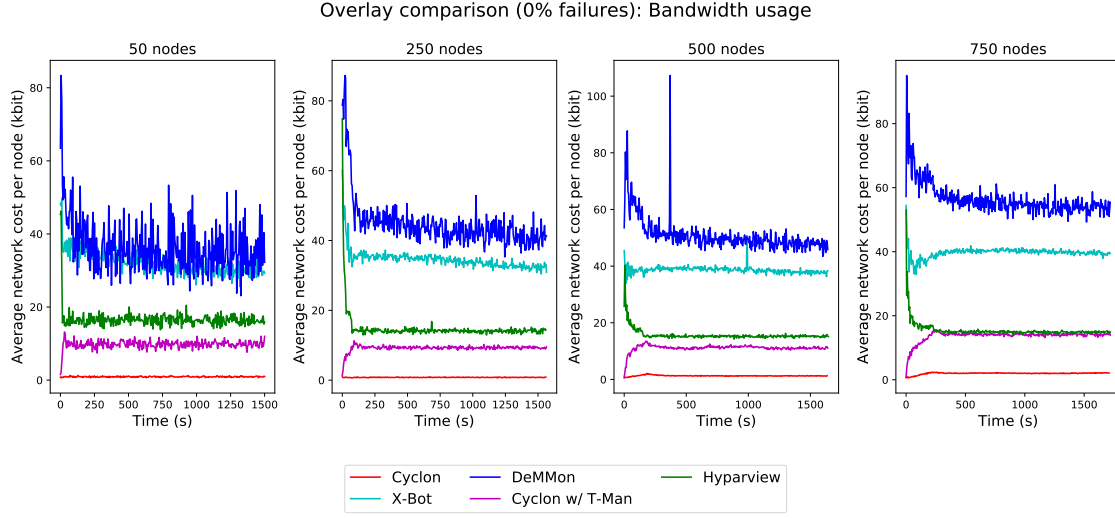 Overlay comparison (0% failures): Bandwidth usage
50 nodes
250 nodes
500 nodes
750 nodes
Average network cost per node (kbit)
80
60
40
20
0
0 250 500 750 1000 1250 1500
Time (s)
Average network cost per node (kbit)
80
60
40
20
0
0 250 500 750 1000 1250 1500
Time (s)
Average network cost per node (kbit)
100
80
60
40
20
0
0 500 1000 1500
Time (s)
Average network cost per node (kbit)
80
60
40
20
0
0 500 1000 1500
Time (s)
Cyclon
X-Bot
DeMMon
Cyclon w/ T-Man
Hyparview